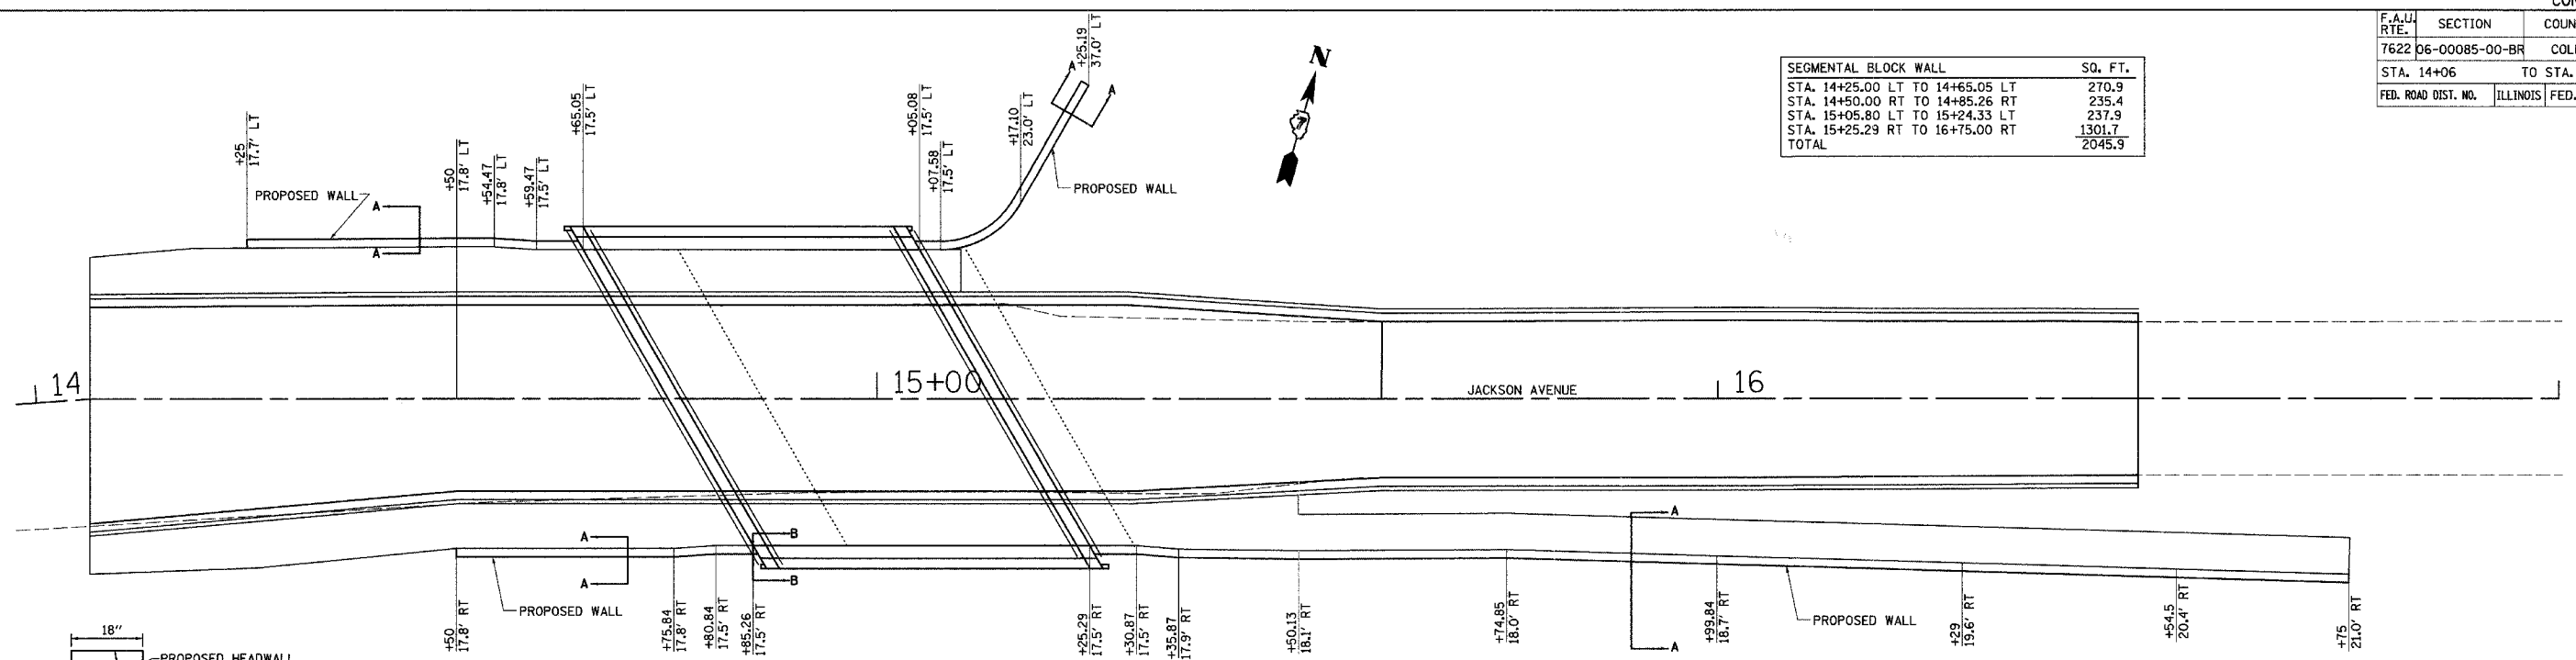 F.A.U. RTE. SECTION
7622 06-00085-00-BR
STA. 14+06 TO STA.
FED. ROAD DIST. NO. ILLINOIS FED.
SEGMENTAL BLOCK WALL SQ. FT.
STA. 14+25.00 LT TO 14+65.05 LT 270.9
STA. 14+50.00 RT TO 14+85.26 RT 235.4
STA. 15+05.80 LT TO 15+24.33 LT 237.9
STA. 15+25.29 RT TO 16+75.00 RT 1301.7
TOTAL 2045.9
N
+25
17.7' LT
+50
17.8' LT
+54.47
17.8' LT
+59.47
17.5' LT
+65.05
17.5' LT
+05.08
17.5' LT
+07.58
17.5' LT
+17.10
23.0' LT
+25.19
37.0' LT
A
A
PROPOSED WALL
PROPOSED WALL
A
A
14
15+00
JACKSON AVENUE
16
A
A
B
B
A
A
PROPOSED WALL
PROPOSED WALL
+50
17.8' RT
+75.84
17.8' RT
+80.84
17.5' RT
+85.26
17.5' RT
+25.29
17.5' RT
+30.87
17.5' RT
+35.87
17.9' RT
+50.13
18.1' RT
+74.85
18.0' RT
+99.84
18.7' RT
+29
19.6' RT
+54.5
20.4' RT
+75
21.0' RT
18"
PROPOSED HEADWALL